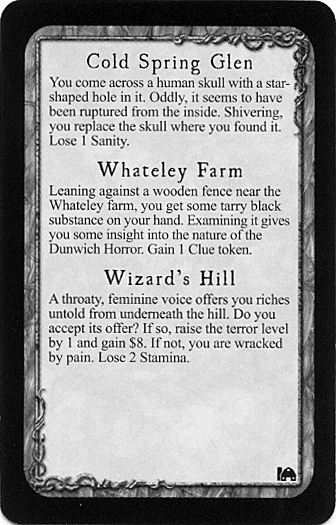 Cold Spring Glen
You come across a human skull with a star-
shaped hole in it. Oddly, it seems to have
been ruptured from the inside. Shivering,
you replace the skull where you found it.
Lose 1 Sanity.
Whateley Farm
Leaning against a wooden fence near the
Whateley farm, you get some tarry black
substance on your hand. Examining it gives
you some insight into the nature of the
Dunwich Horror. Gain 1 Clue token.
Wizard's Hill
A throaty, feminine voice offers you riches
untold from underneath the hill. Do you
accept its offer? If so, raise the terror level
by 1 and gain $8. If not, you are wracked
by pain. Lose 2 Stamina.